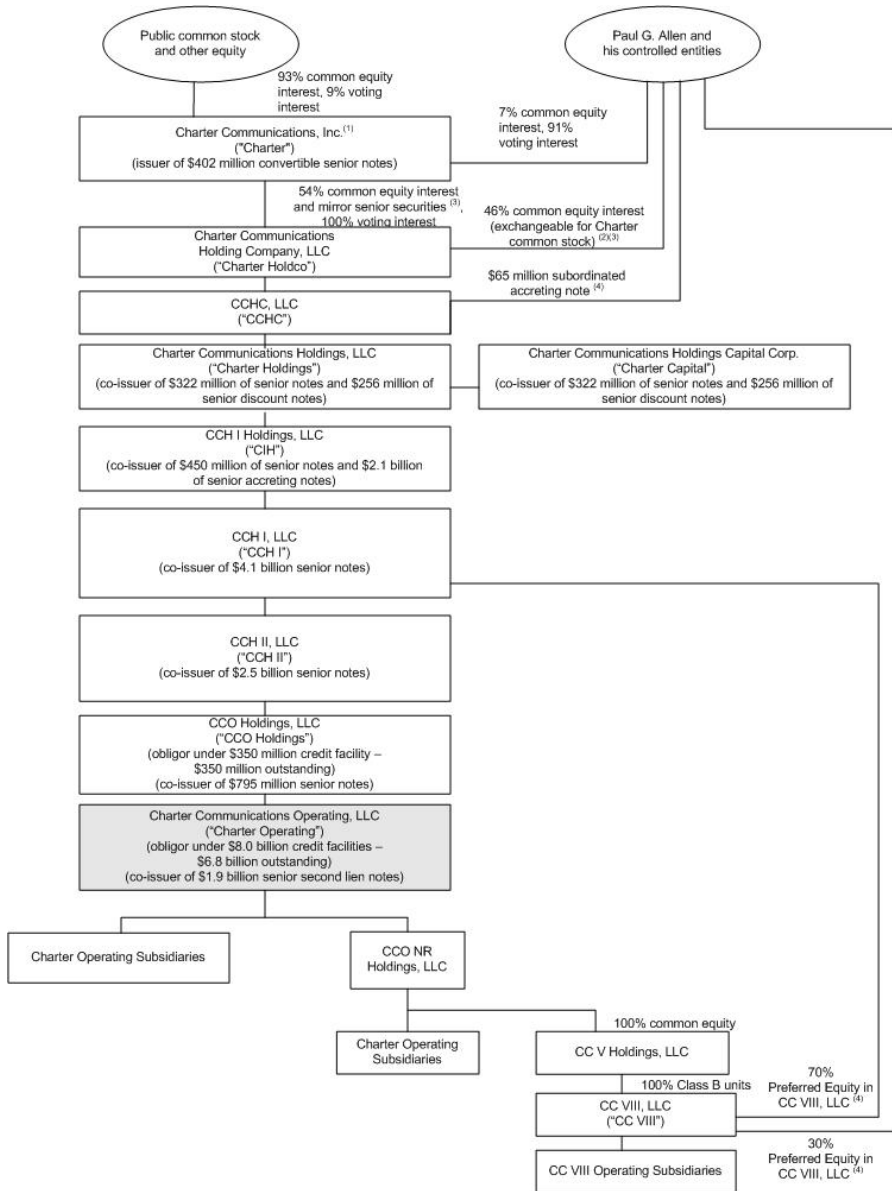 Public common stock
and other equity
Paul G. Allen and
his controlled entities
93% common equity
interest, 9% voting
interest
7% common equity
interest, 91%
voting interest
Charter Communications, Inc.(1)
("Charter")
(issuer of $402 million convertible senior notes)
54% common equity interest
and mirror senior securities (3),
100% voting interest
46% common equity interest
(exchangeable for Charter
common stock) (2)(3)
Charter Communications
Holding Company, LLC
(“Charter Holdco”)
$65 million subordinated
accreting note (4)
CCHC, LLC
(“CCHC”)
Charter Communications Holdings, LLC
(“Charter Holdings”)
(co-issuer of $322 million of senior notes and $256 million of
senior discount notes)
Charter Communications Holdings Capital Corp.
(“Charter Capital”)
(co-issuer of $322 million of senior notes and $256 million of
senior discount notes)
CCH I Holdings, LLC
(“CIH”)
(co-issuer of $450 million of senior notes and $2.1 billion
of senior accreting notes)
CCH I, LLC
(“CCH I”)
(co-issuer of $4.1 billion senior notes)
CCH II, LLC
(“CCH II”)
(co-issuer of $2.5 billion senior notes)
CCO Holdings, LLC
(“CCO Holdings”)
(obligor under $350 million credit facility –
$350 million outstanding)
(co-issuer of $795 million senior notes)
Charter Communications Operating, LLC
(“Charter Operating”)
(obligor under $8.0 billion credit facilities –
$6.8 billion outstanding)
(co-issuer of $1.9 billion senior second lien notes)
Charter Operating Subsidiaries
CCO NR
Holdings, LLC
Charter Operating
Subsidiaries
100% common equity
CC V Holdings, LLC
100% Class B units
70%
Preferred Equity in
CC VIII, LLC (4)
CC VIII, LLC
(“CC VIII”)
30%
Preferred Equity in
CC VIII, LLC (4)
CC VIII Operating Subsidiaries